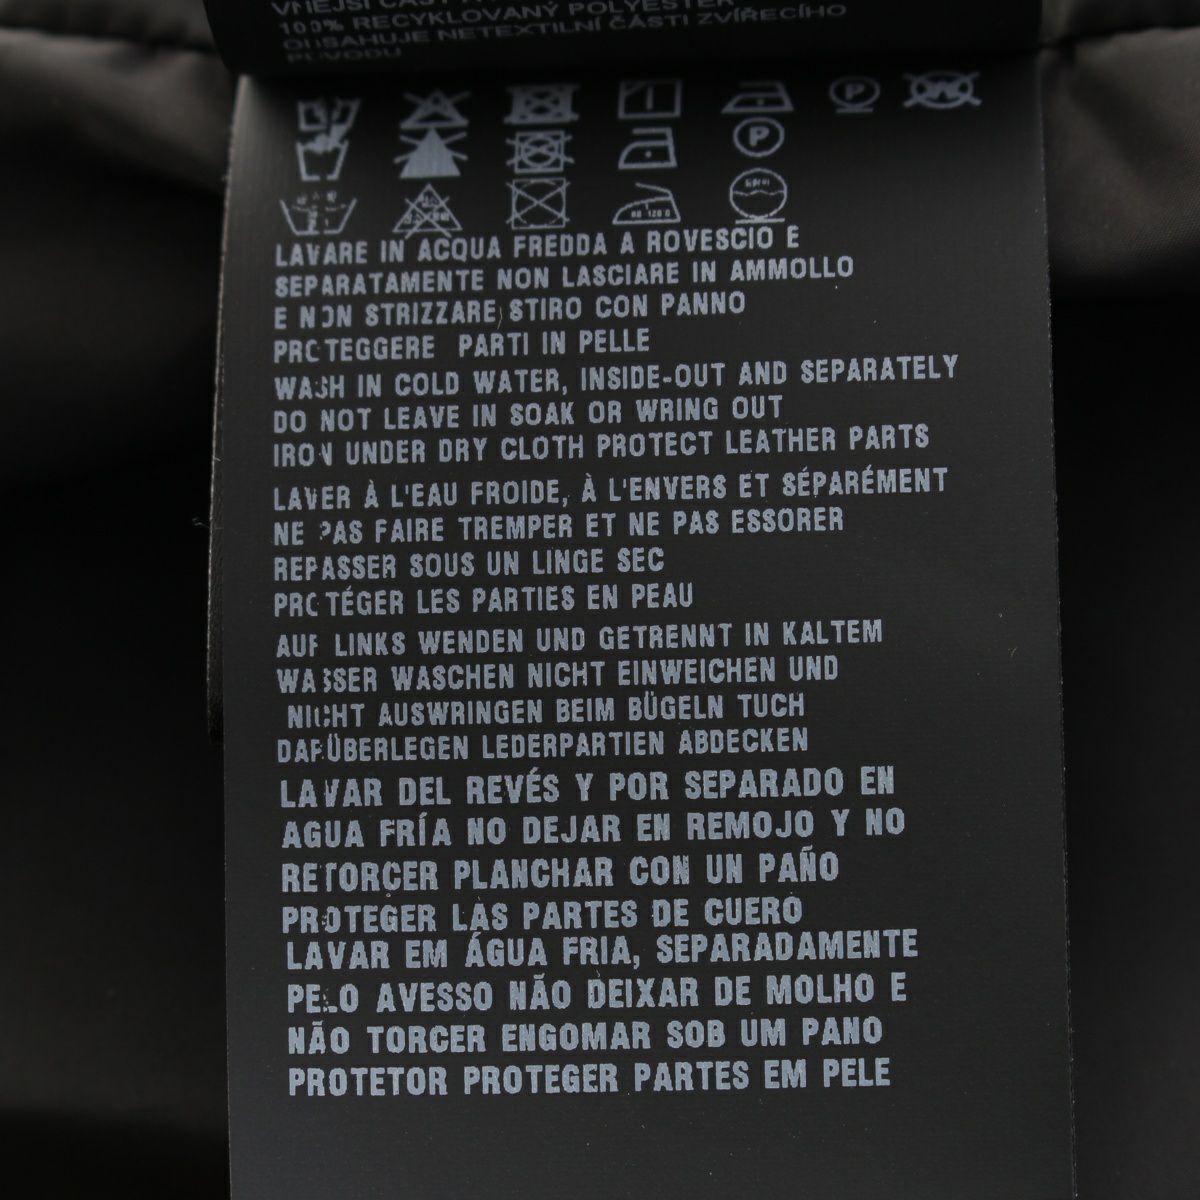 VNĚJŠÍ ČÁST
100% RECYKLOVANÝ POLYESTER
OBSAHUJE NETEXTILNÍ ČÁSTI ZVÍŘECÍHO
PŮVODU
P
P
LAVARE IN ACQUA FREDDA A ROVESCIO E
SEPARATAMENTE NON LASCIARE IN AMMOLLO
E NON STRIZZARE STIRO CON PANNO
PROTEGGERE PARTI IN PELLE
WASH IN COLD WATER, INSIDE-OUT AND SEPARATELY
DO NOT LEAVE IN SOAK OR WRING OUT
IRON UNDER DRY CLOTH PROTECT LEATHER PARTS
LAVER À L'EAU FROIDE, À L'ENVERS ET SÉPARÉMENT
NE PAS FAIRE TREMPER ET NE PAS ESSORER
REPASSER SOUS UN LINGE SEC
PROTÉGER LES PARTIES EN PEAU
AUF LINKS WENDEN UND GETRENNT IN KALTEM
WASSER WASCHEN NICHT EINWEICHEN UND
NICHT AUSWRINGEN BEIM BÜGELN TUCH
DARÜBERLEGEN LEDERPARTIEN ABDECKEN
LAVAR DEL REVÉS Y POR SEPARADO EN
AGUA FRÍA NO DEJAR EN REMOJO Y NO
RETORCER PLANCHAR CON UN PAÑO
PROTEGER LAS PARTES DE CUERO
LAVAR EM ÁGUA FRIA, SEPARADAMENTE
PELO AVESSO NÃO DEIXAR DE MOLHO E
NÃO TORCER ENGOMAR SOB UM PANO
PROTETOR PROTEGER PARTES EM PELE